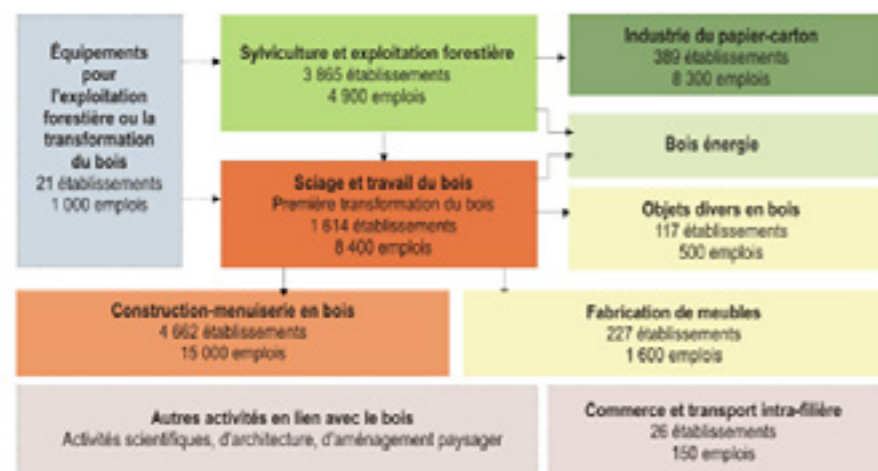 Équipements
pour
l'exploitation
forestière ou la
transformation
du bois
21 établissements
1 000 emplois
Sylviculture et exploitation forestière
3 865 établissements
4 900 emplois
Industrie du papier-carton
389 établissements
8 300 emplois
Bois énergie
Sciage et travail du bois
Première transformation du bois
1 614 établissements
8 400 emplois
Objets divers en bois
117 établissements
500 emplois
Construction-menuiserie en bois
4 662 établissements
15 000 emplois
Fabrication de meubles
227 établissements
1 600 emplois
Autres activités en lien avec le bois
Activités scientifiques, d'architecture, d'aménagement paysager
Commerce et transport intra-filière
26 établissements
150 emplois